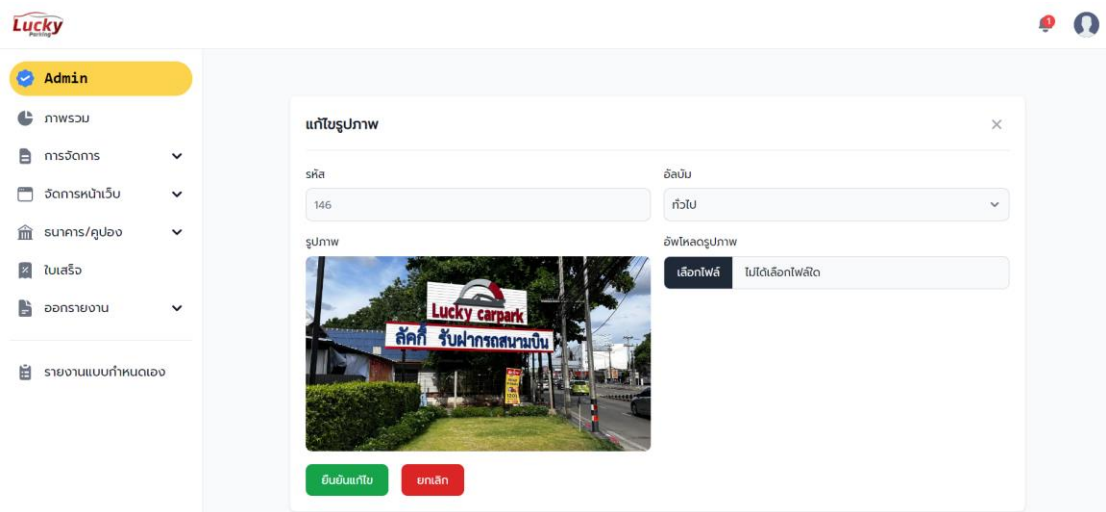 Lucky
Parking
1
Admin
ภาพรวม
การจัดการ
จัดการหน้าเว็บ
ธนาคาร/คูปอง
ใบเสร็จ
ออกรายงาน
รายงานแบบกำหนดเอง
แก้ไขรูปภาพ
รหัส
146
อัลบัม
ทั่วไป
รูปภาพ
Lucky carpark
ลัคกี้ รับฝากรถสนามบิน
อัพโหลดรูปภาพ
เลือกไฟล์ ไม่ได้เลือกไฟล์ใด
ยืนยันแก้ไข
ยกเลิก